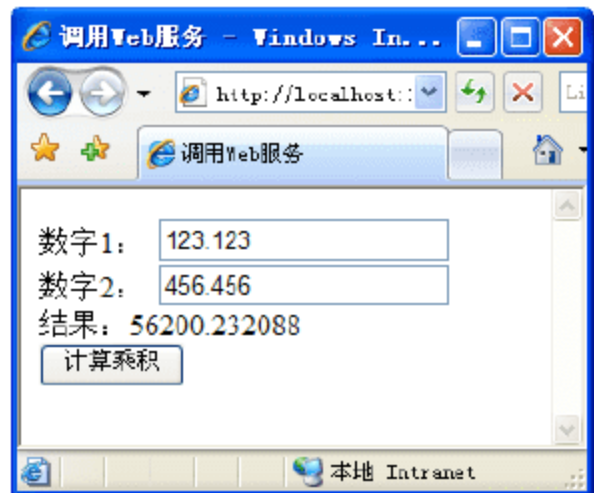 调用Web服务 - Windows In...
http://localhost::
Li
调用Web服务
数字1： 123.123
数字2： 456.456
结果：56200.232088
计算乘积
本地 Intranet